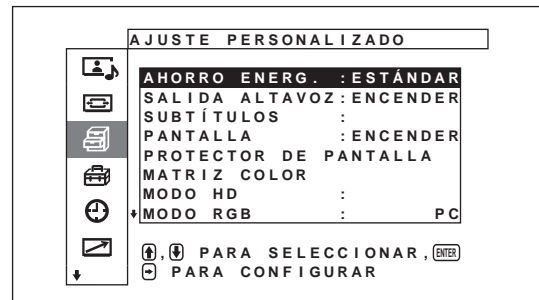 AJUSTE PERSONALIZADO
AHORRO ENERG. :ESTÁNDAR
SALIDA ALTAVOZ:ENCENDER
SUBTÍTULOS :
PANTALLA :ENCENDER
PROTECTOR DE PANTALLA
MATRIZ COLOR
MODO HD :
MODO RGB : PC
, PARA SELECCIONAR, ENTER
PARA CONFIGURAR